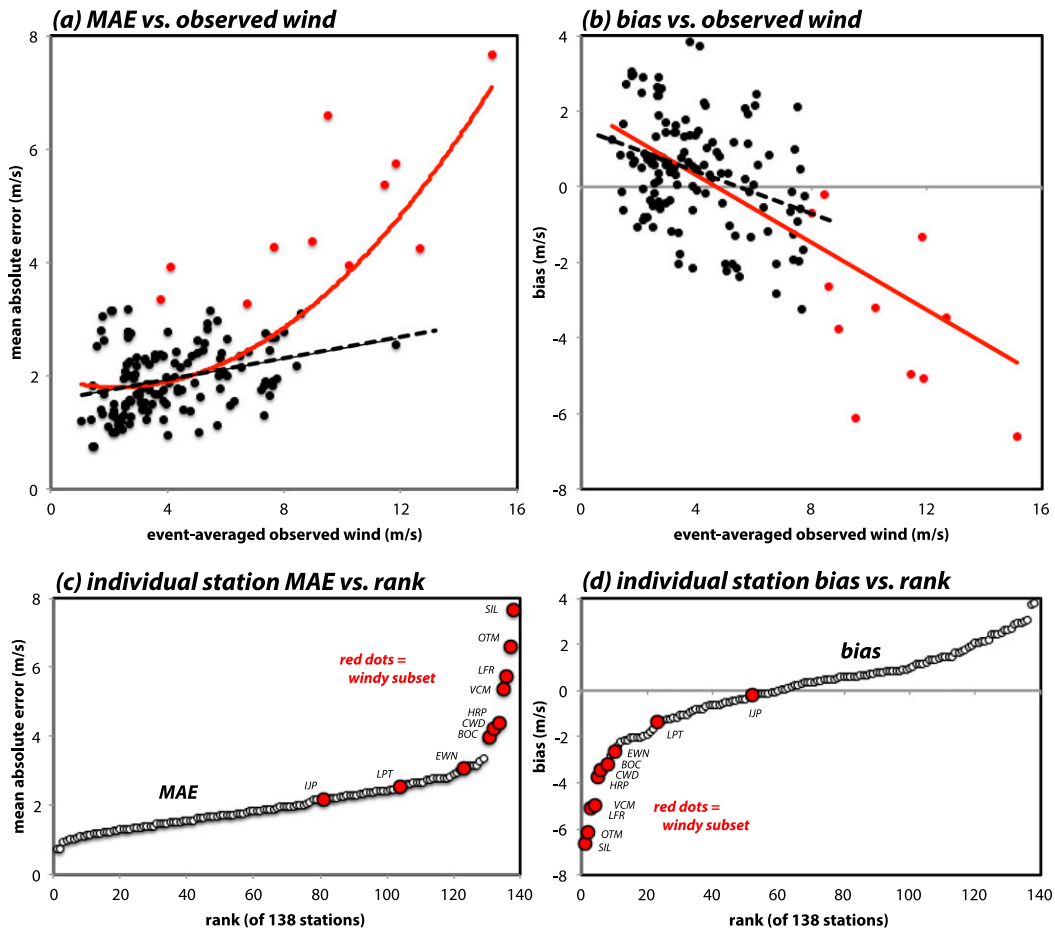 (a) MAE vs. observed wind
8
6
4
2
0
0 4 8 12 16
mean absolute error (m/s)
event-averaged observed wind (m/s)
(b) bias vs. observed wind
4
2
0
-2
-4
-6
-8
0 4 8 12 16
bias (m/s)
event-averaged observed wind (m/s)
(c) individual station MAE vs. rank
8
6
4
2
0
0 20 40 60 80 100 120 140
mean absolute error (m/s)
rank (of 138 stations)
SIL
OTM
red dots =
windy subset
LFR
VCM
HRP
CWD
BOC
EWN
LPT
IJP
MAE
(d) individual station bias vs. rank
4
2
0
-2
-4
-6
-8
0 20 40 60 80 100 120 140
bias (m/s)
rank (of 138 stations)
bias
IJP
LPT
EWN
BOC
CWD
HRP
VCM
LFR
red dots =
windy subset
OTM
SIL